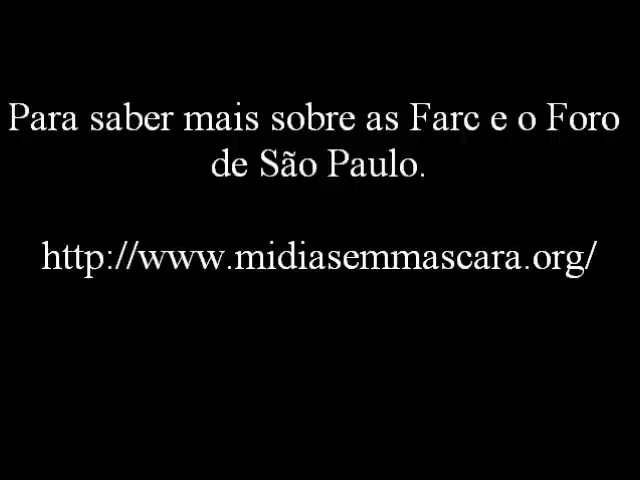 Para saber mais sobre as Farc e o Foro
de São Paulo.
http://www.midiasemmascara.org/